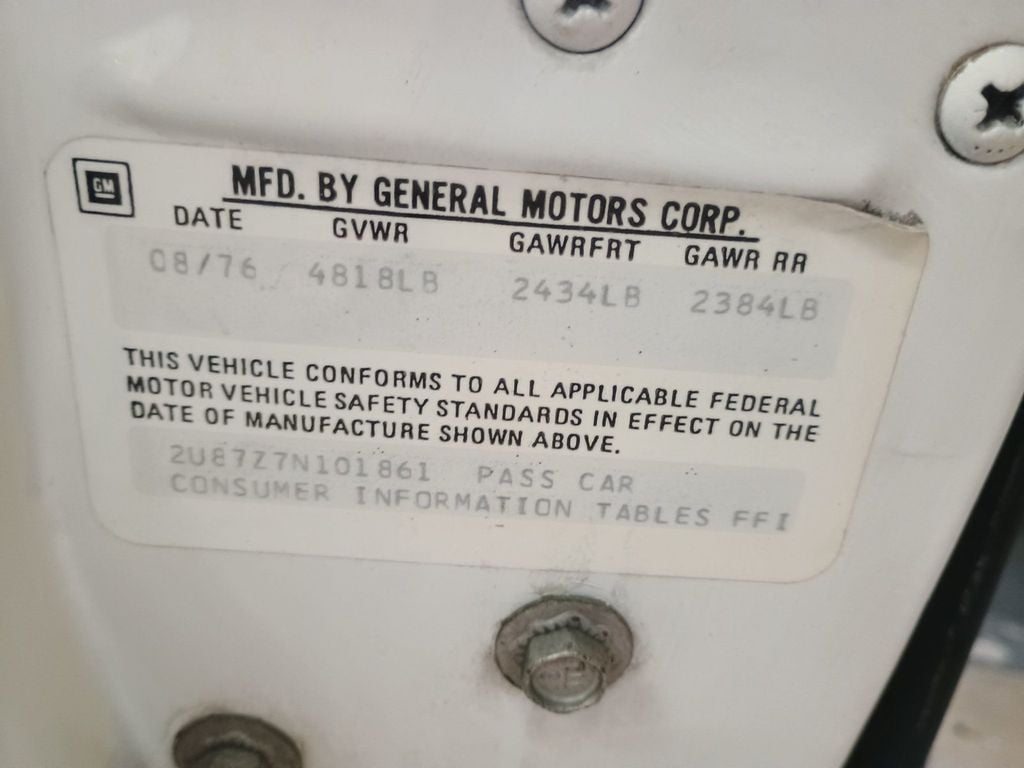 GM
MFD. BY GENERAL MOTORS CORP.
DATE GVWR GAWRFRT GAWR RR
08/76 4818LB 2434LB 2384LB
THIS VEHICLE CONFORMS TO ALL APPLICABLE FEDERAL
MOTOR VEHICLE SAFETY STANDARDS IN EFFECT ON THE
DATE OF MANUFACTURE SHOWN ABOVE.
2U87Z7N101861 PASS CAR
CONSUMER INFORMATION TABLES FFI